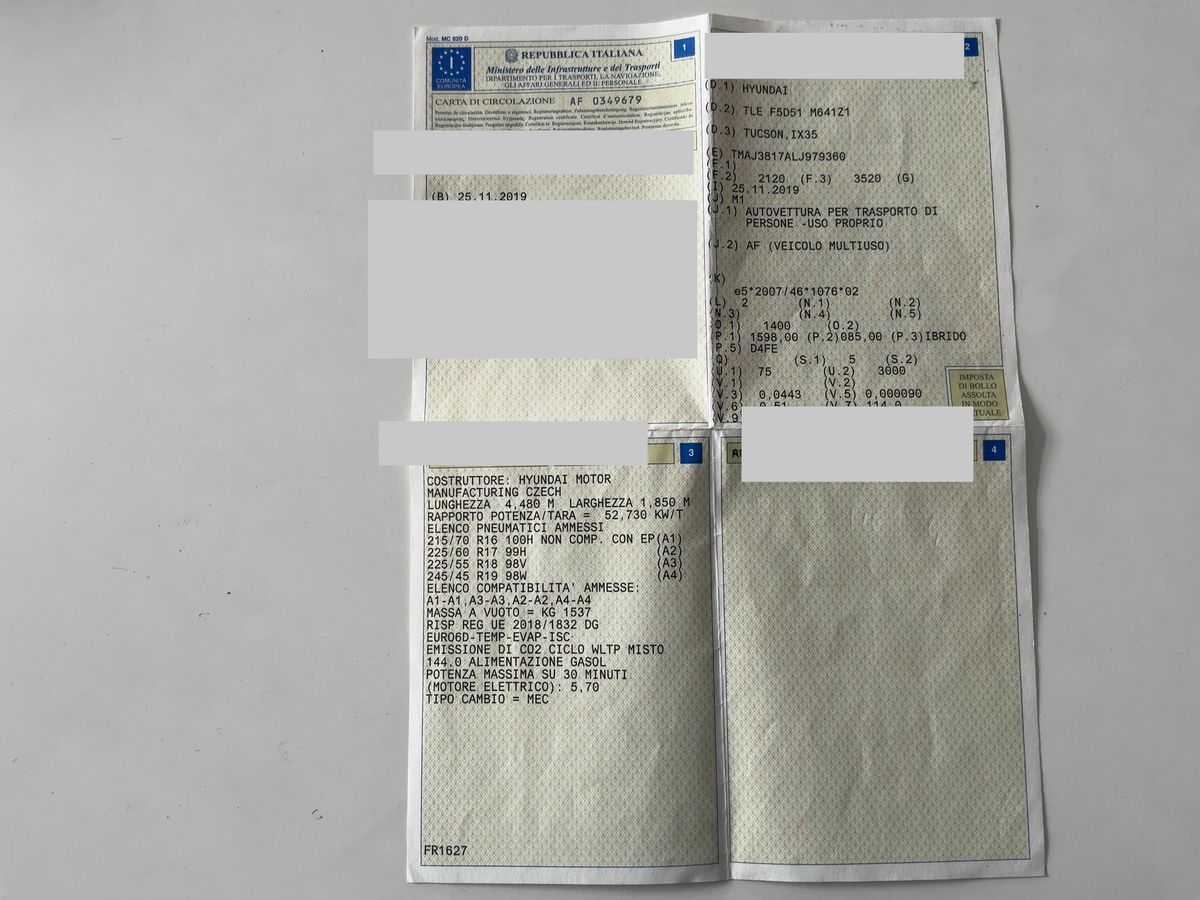 Mod. MC 820 D
COMUNITÀ
EUROPEA
I
REPUBBLICA ITALIANA
Ministero delle Infrastrutture e dei Trasporti
DIPARTIMENTO PER I TRASPORTI, LA NAVIGAZIONE,
GLI AFFARI GENERALI ED IL PERSONALE
1
CARTA DI CIRCOLAZIONE AF 0349679
(B) 25.11.2019
2
(D.1) HYUNDAI
(D.2) TLE F5D51 M641Z1
(D.3) TUCSON,IX35
(E) TMAJ3817ALJ979360
(F.1)
(F.2) 2120 (F.3) 3520 (G)
(I) 25.11.2019
(J) M1
(J.1) AUTOVETTURA PER TRASPORTO DI
PERSONE -USO PROPRIO
(J.2) AF (VEICOLO MULTIUSO)
(K)
e5*2007/46*1076*02
(L) 2 (N.1) (N.2)
(N.3) (N.4) (N.5)
(O.1) 1400 (O.2)
(P.1) 1598,00 (P.2)085,00 (P.3)IBRIDO
(P.5) D4FE
(Q) (S.1) 5 (S.2)
(U.1) 75 (U.2) 3000
(V.1) (V.2)
(V.3) 0,0443 (V.5) 0,000090
(V.6) 0,51 (V.7) 114,0
(V.9
IMPOSTA
DI BOLLO
ASSOLTA
IN MODO
TUALE
3
COSTRUTTORE: HYUNDAI MOTOR
MANUFACTURING CZECH
LUNGHEZZA 4,480 M LARGHEZZA 1,850 M
RAPPORTO POTENZA/TARA = 52,730 KW/T
ELENCO PNEUMATICI AMMESSI
215/70 R16 100H NON COMP. CON EP(A1)
225/60 R17 99H (A2)
225/55 R18 98V (A3)
245/45 R19 98W (A4)
ELENCO COMPATIBILITA' AMMESSE:
A1-A1,A3-A3,A2-A2,A4-A4
MASSA A VUOTO = KG 1537
RISP REG UE 2018/1832 DG
EURO6D-TEMP-EVAP-ISC
EMISSIONE DI CO2 CICLO WLTP MISTO
144.0 ALIMENTAZIONE GASOL
POTENZA MASSIMA SU 30 MINUTI
(MOTORE ELETTRICO): 5,70
TIPO CAMBIO = MEC
FR1627
4